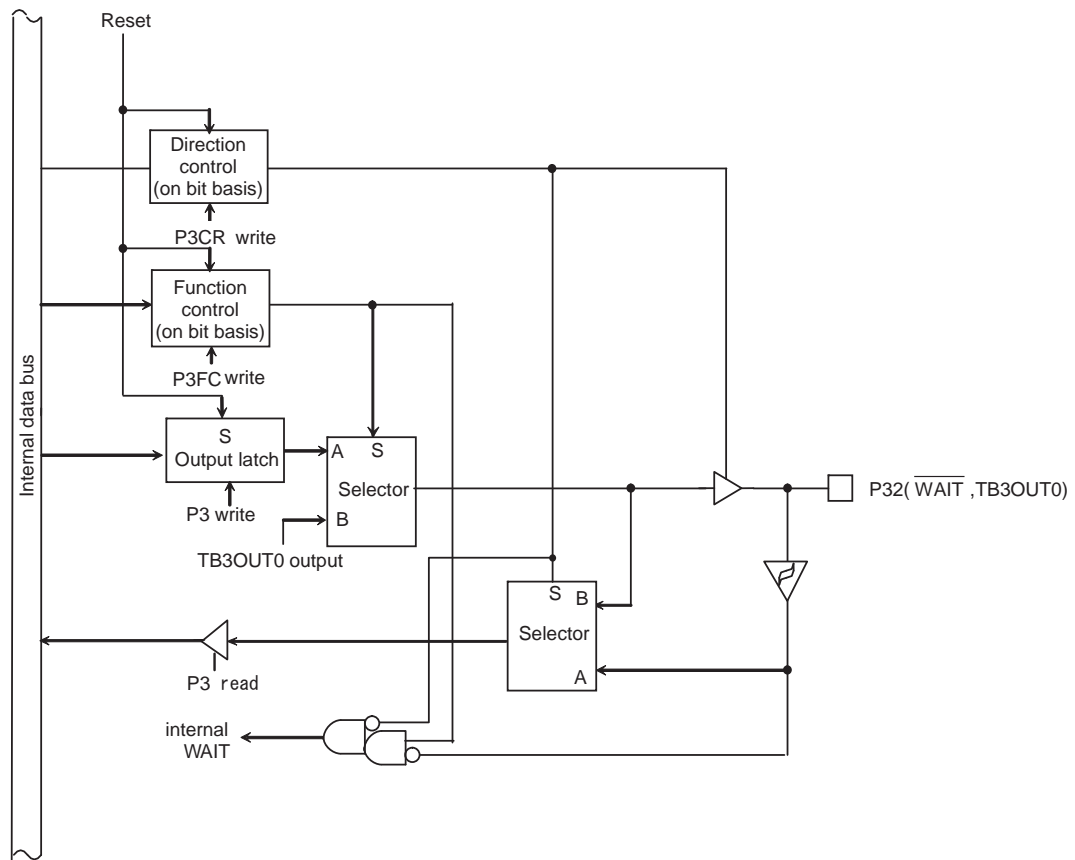 Reset
Direction
control
(on bit basis)
P3CR write
Function
control
(on bit basis)
P3FC write
Internal data bus
S
Output latch
A
S
Selector
B
P3 write
TB3OUT0 output
P32( WAIT ,TB3OUT0)
S
B
Selector
A
P3 read
internal
WAIT